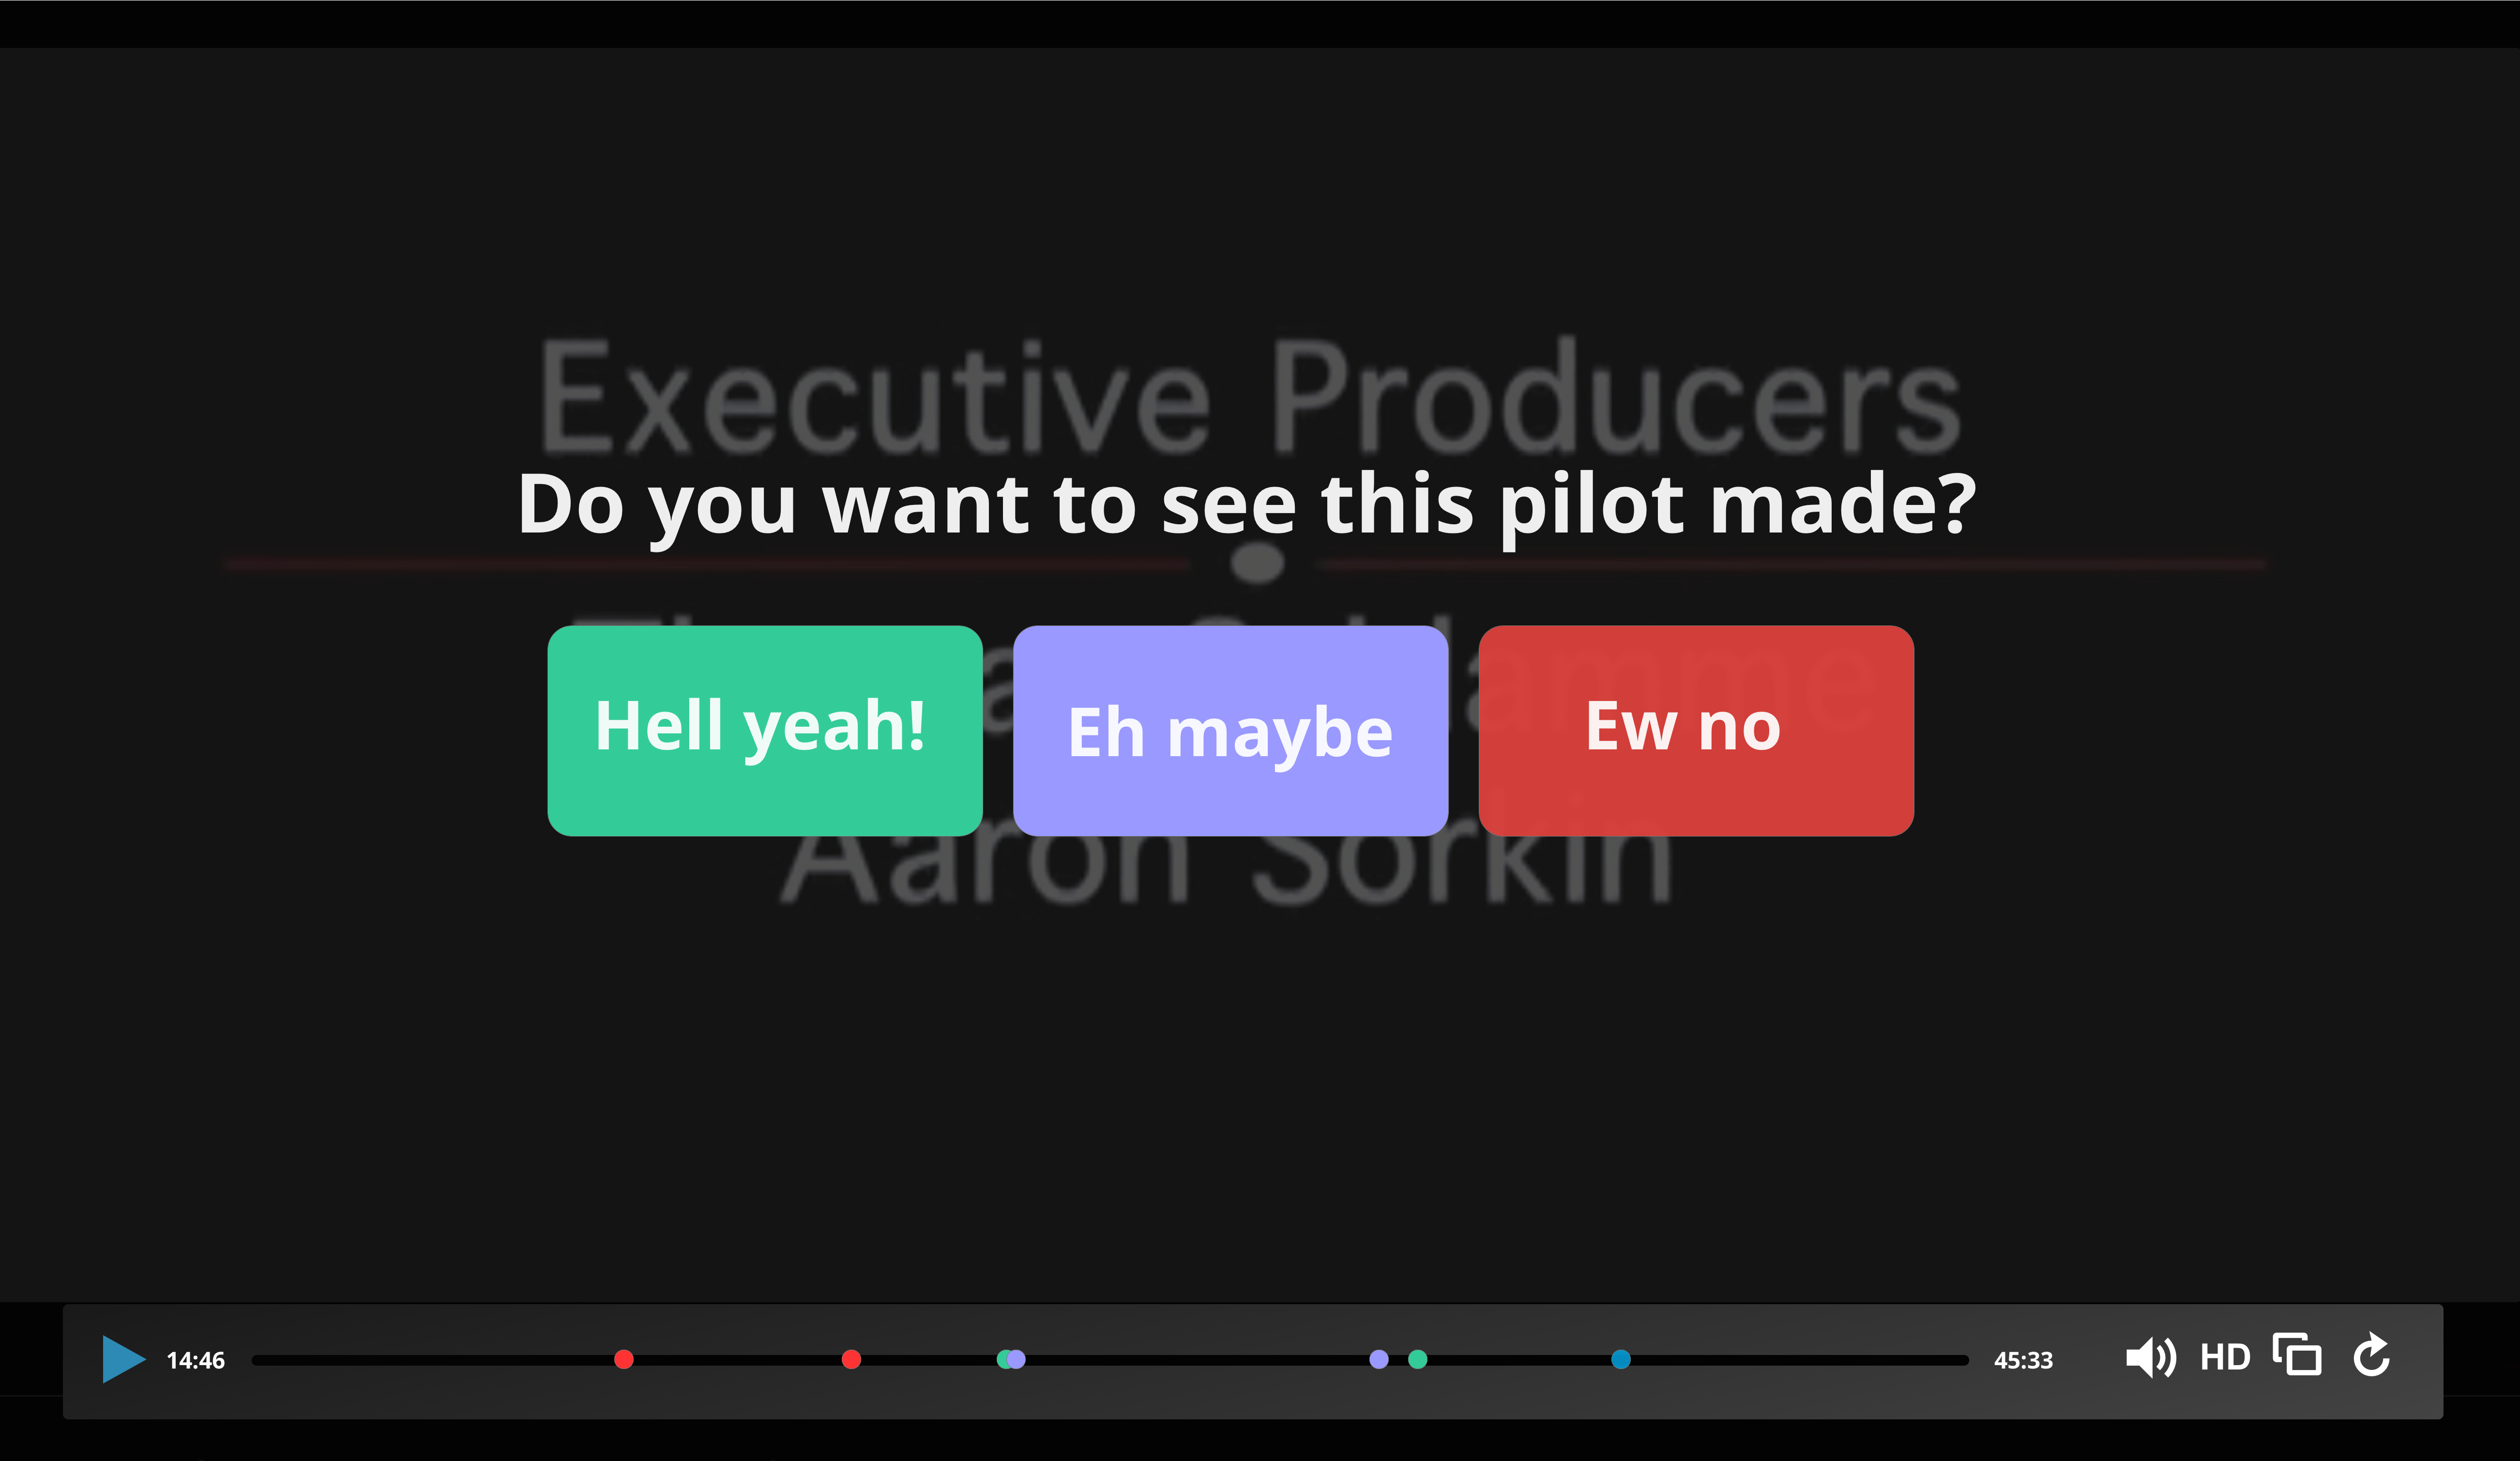 Executive Producers
Do you want to see this pilot made?
Hell yeah!
Eh maybe
Ew no
Aaron Sorkin
14:46
45:33
HD